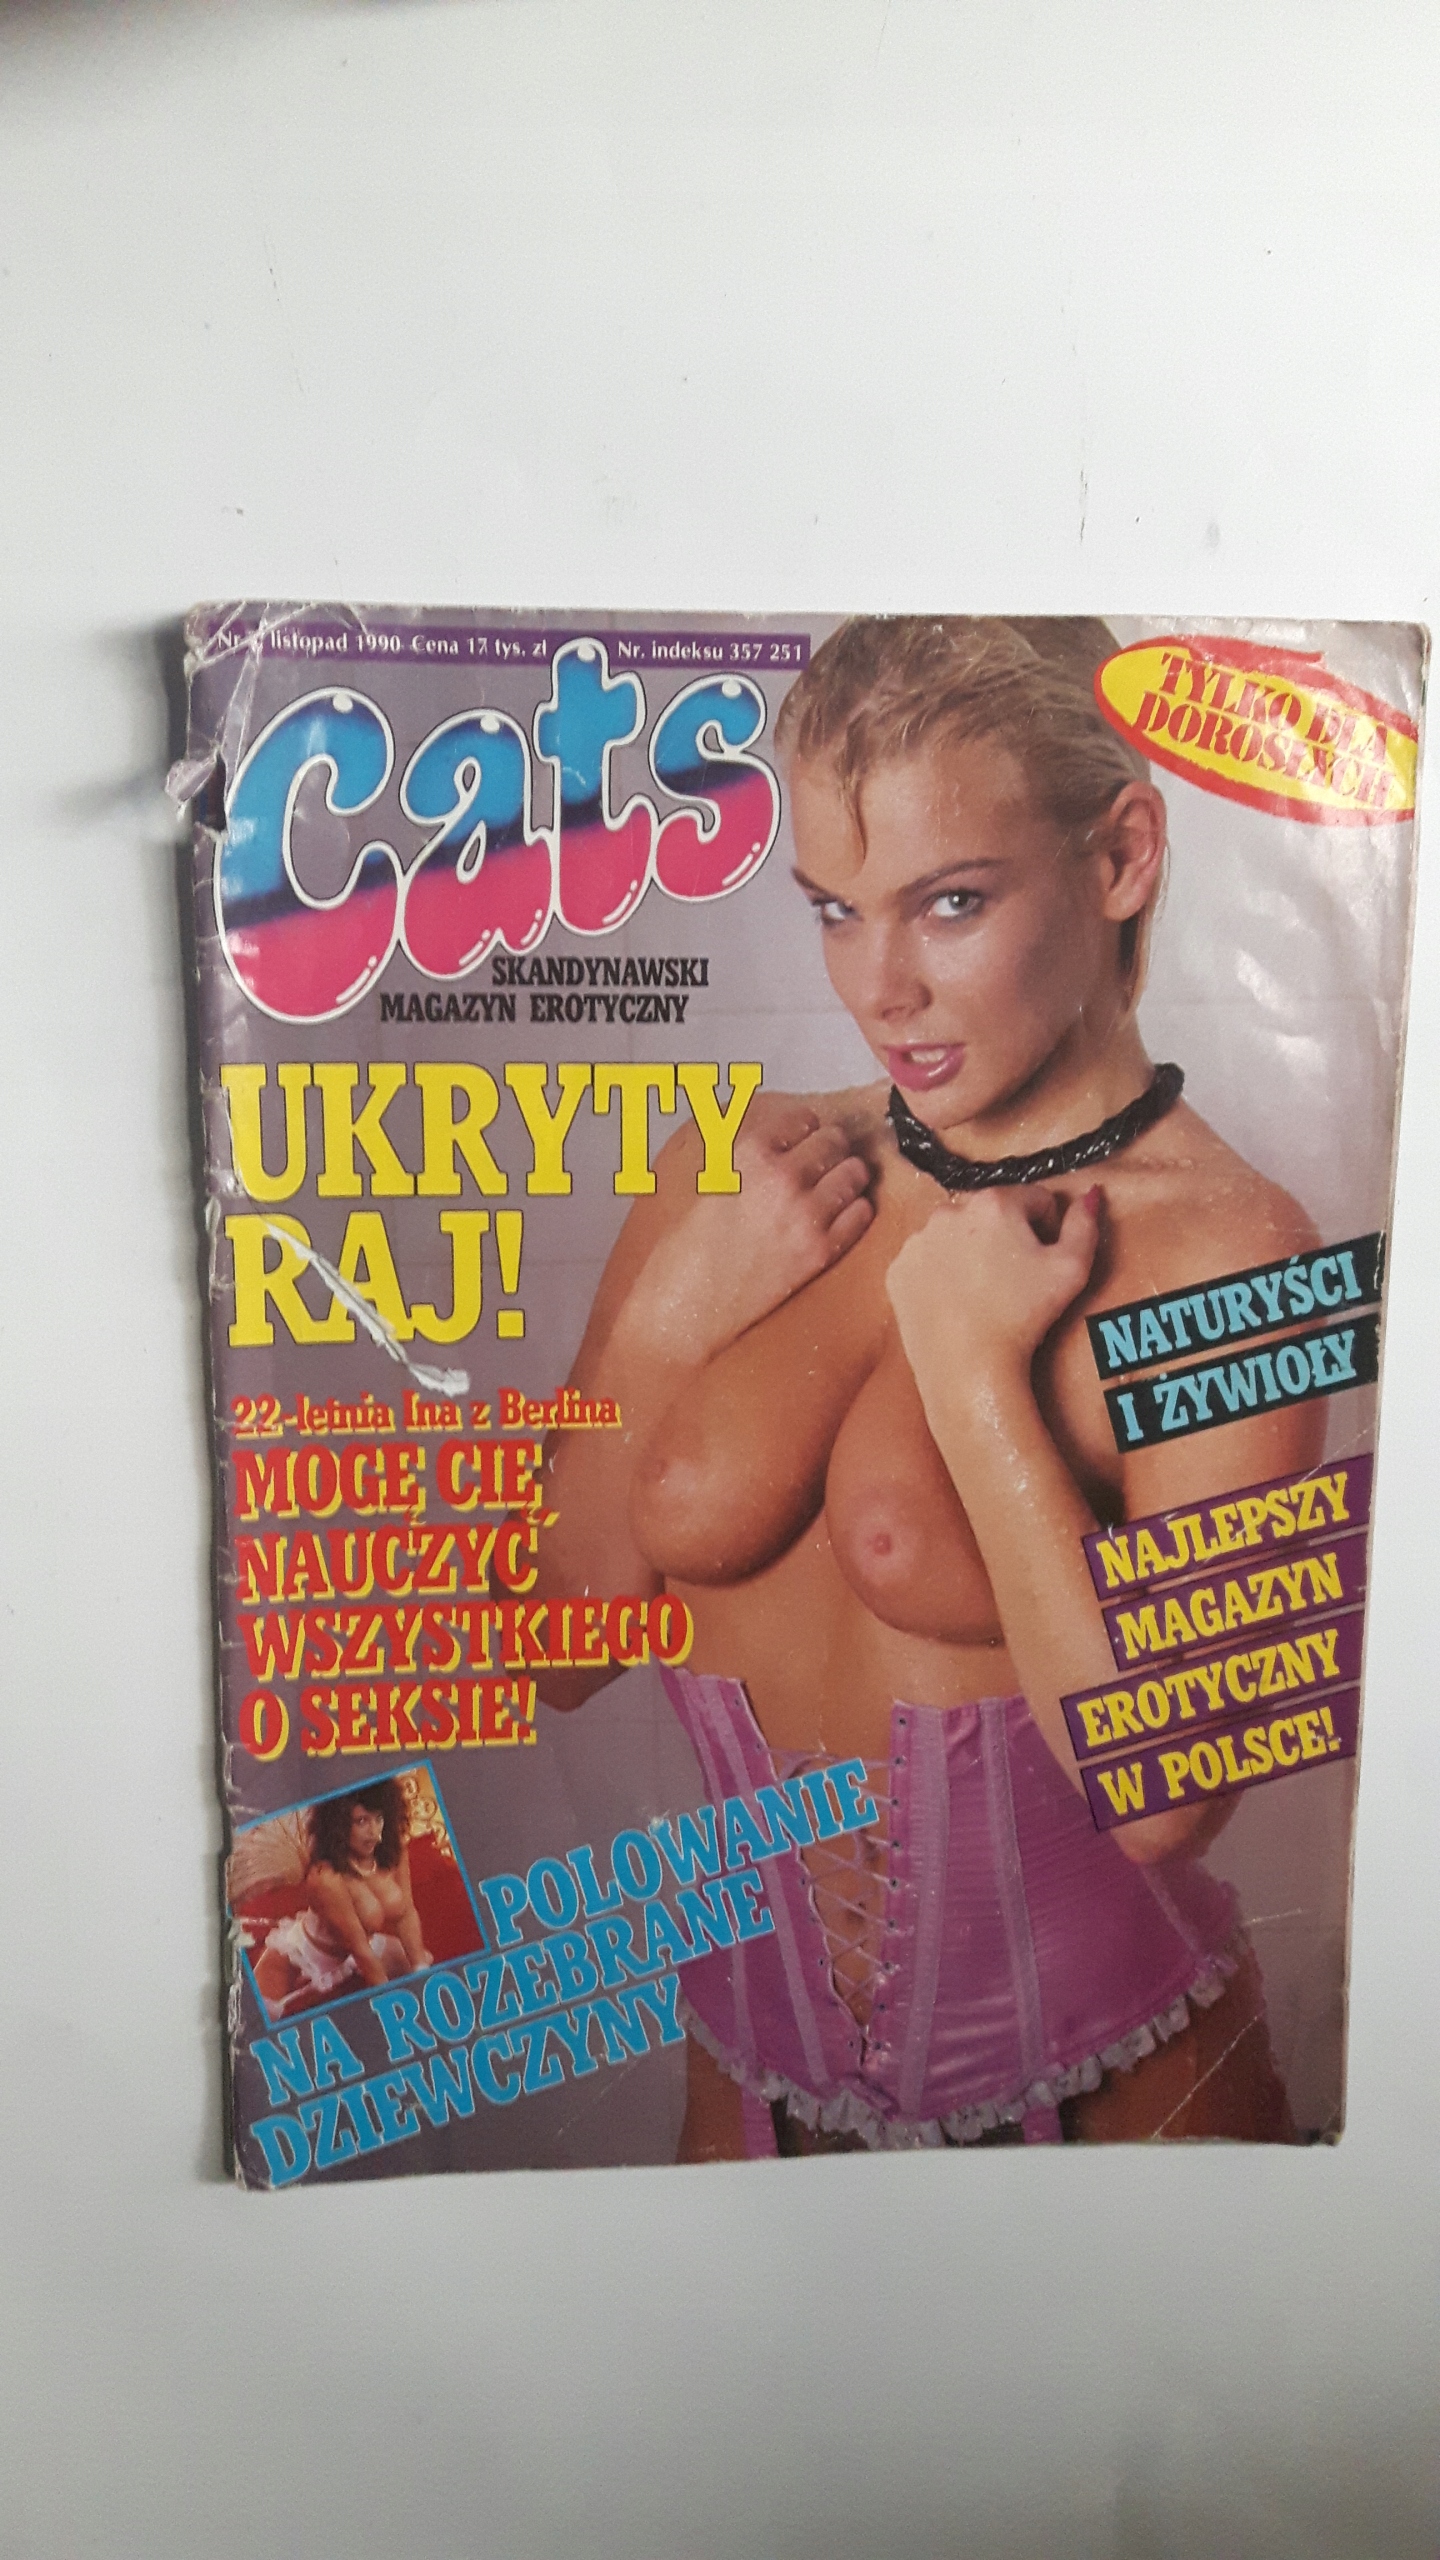 Nr listopad 1990 Cena 17 tys. zł
Nr. indeksu 357 251
TYLKO DLA
DOROSŁYCH
Cats
SKANDYNAWSKI
MAGAZYN EROTYCZNY
UKRYTY
RAJ!
NATURYŚCI
I ŻYWIOŁY
22-letnia Ina z Berlina
MOGĘ CIĘ
NAUCZYĆ
WSZYSTKIEGO
O SEKSIE!
NAJLEPSZY
MAGAZYN
EROTYCZNY
W POLSCE!
POLOWANIE
NA ROZEBRANE
DZIEWCZYNY